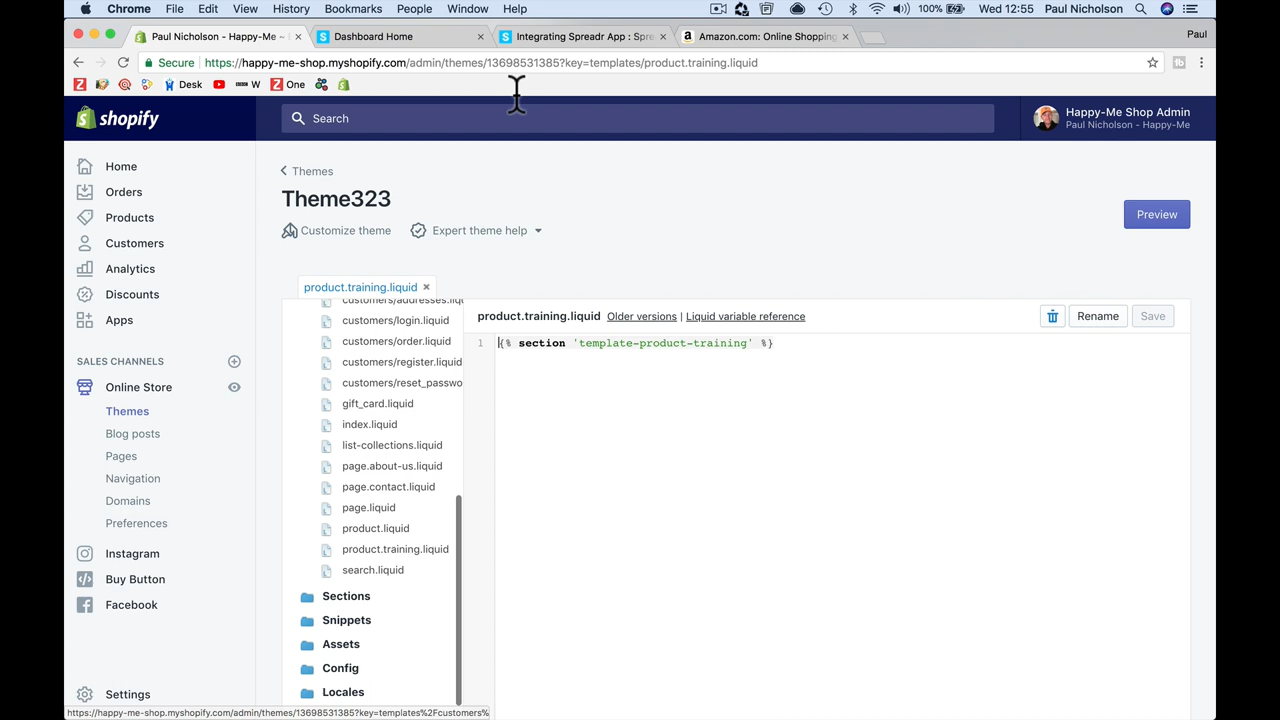 Chrome File Edit View History Bookmarks People Window Help 100% Wed 12:55 Paul Nicholson
Paul Nicholson - Happy-Me ~ Dashboard Home Integrating Spreadr App : Spre Amazon.com: Online Shopping Paul
Secure https://happy-me-shop.myshopify.com/admin/themes/13698531385?key=templates/product.training.liquid
Desk W One
shopify Search Happy-Me Shop Admin
Paul Nicholson - Happy-Me
Home
Orders
Products
Customers
Analytics
Discounts
Apps
SALES CHANNELS
Online Store
Themes
Blog posts
Pages
Navigation
Domains
Preferences
Instagram
Buy Button
Facebook
Settings
Themes
Theme323
Customize theme Expert theme help
Preview
product.training.liquid
customers/addresses.liqu
customers/login.liquid
customers/order.liquid
customers/register.liquid
customers/reset_passwo
gift_card.liquid
index.liquid
list-collections.liquid
page.about-us.liquid
page.contact.liquid
page.liquid
product.liquid
product.training.liquid
search.liquid
Sections
Snippets
Assets
Config
Locales
product.training.liquid Older versions | Liquid variable reference Rename Save
1 {% section 'template-product-training' %}
https://happy-me-shop.myshopify.com/admin/themes/13698531385?key=templates%2Fcustomers%